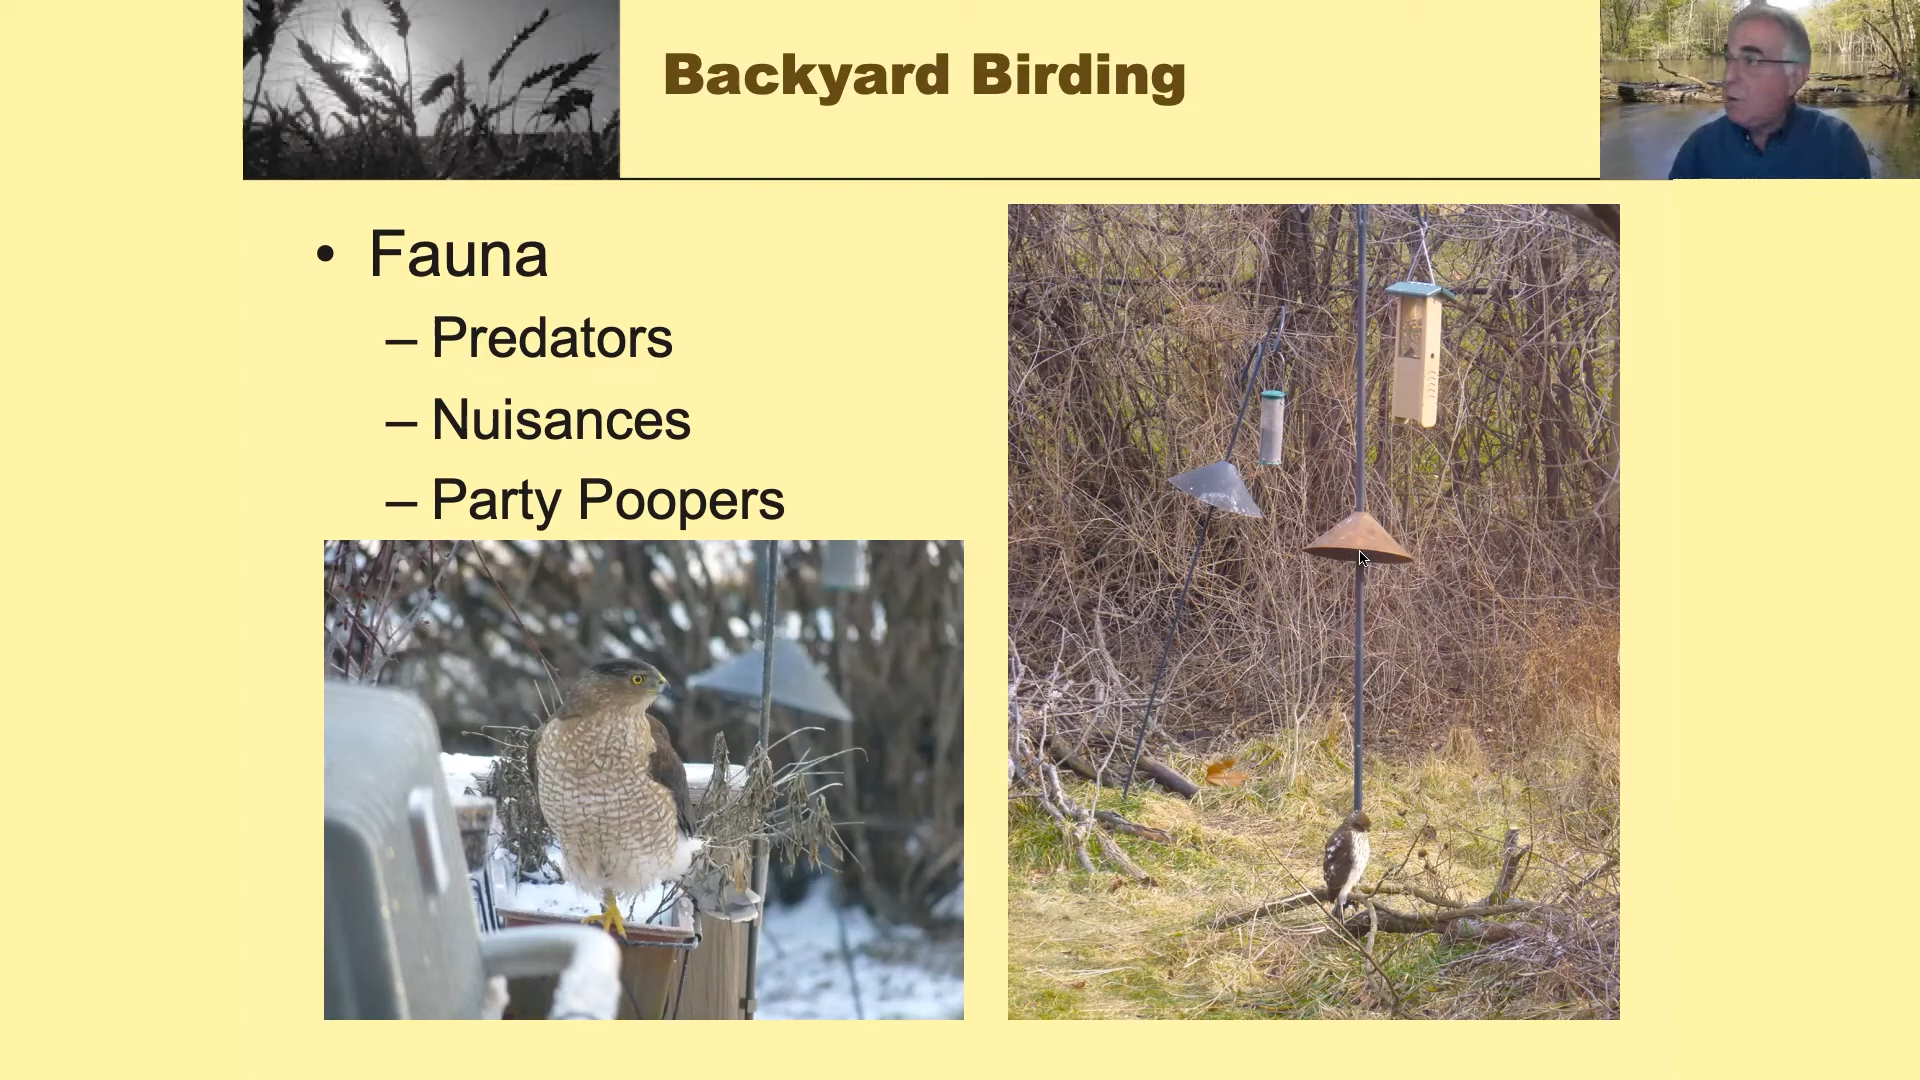 Backyard Birding
• Fauna
– Predators
– Nuisances
– Party Poopers